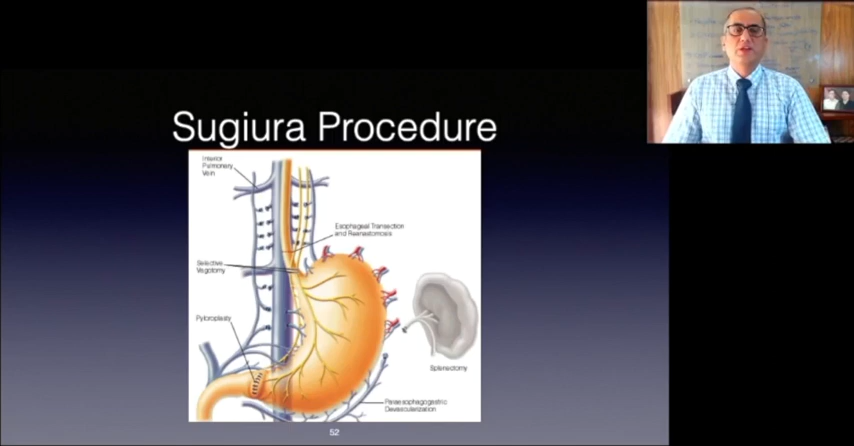 Sugiura Procedure
Inferior
Pulmonary
Vein
Esophageal Transection
and Reanastomosis
Selective
Vagotomy
Pyloroplasty
Splenectomy
Paraesophagogastric
Devascularization
52